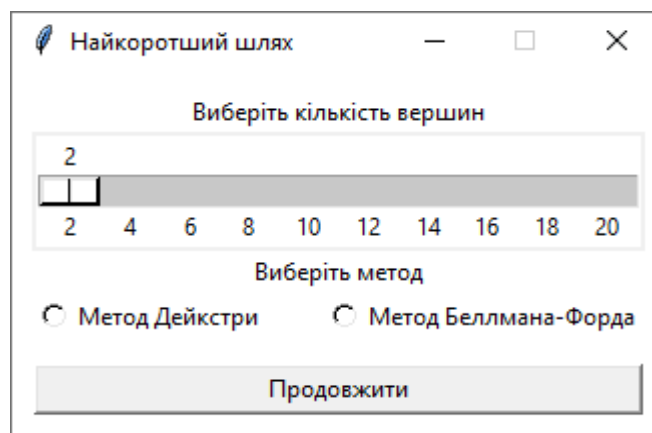 Найкоротший шлях
Виберіть кількість вершин
2
2 4 6 8 10 12 14 16 18 20
Виберіть метод
Метод Дейкстри Метод Беллмана-Форда
Продовжити